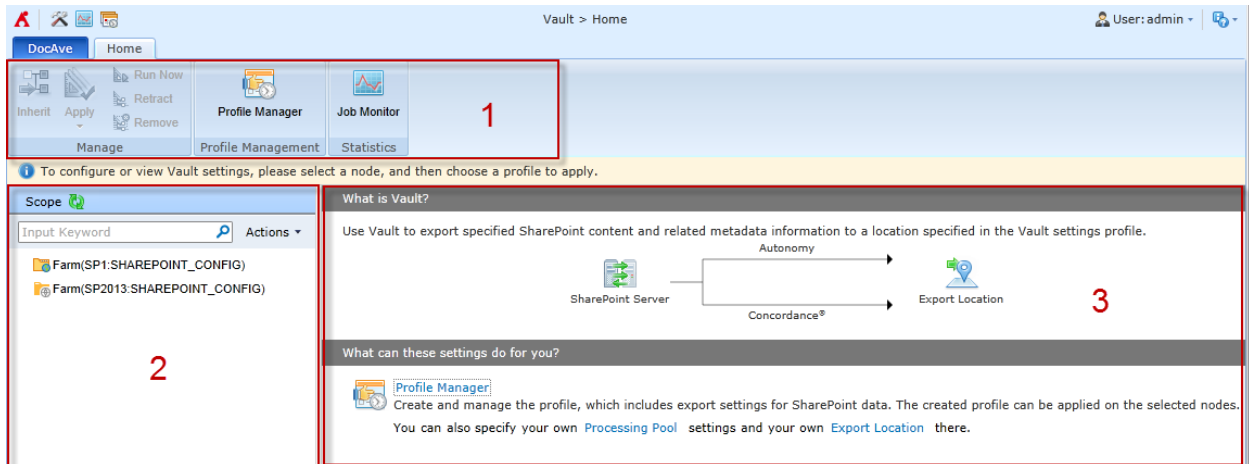 Vault > Home
User: admin
DocAve
Home
Inherit
Apply
Run Now
Retract
Remove
Manage
Profile Manager
Profile Management
Job Monitor
Statistics
1
To configure or view Vault settings, please select a node, and then choose a profile to apply.
Scope
Input Keyword
Actions
Farm(SP1:SHAREPOINT_CONFIG)
Farm(SP2013:SHAREPOINT_CONFIG)
2
What is Vault?
Use Vault to export specified SharePoint content and related metadata information to a location specified in the Vault settings profile.
Autonomy
SharePoint Server
Export Location
Concordance®
3
What can these settings do for you?
Profile Manager
Create and manage the profile, which includes export settings for SharePoint data. The created profile can be applied on the selected nodes.
You can also specify your own Processing Pool settings and your own Export Location there.